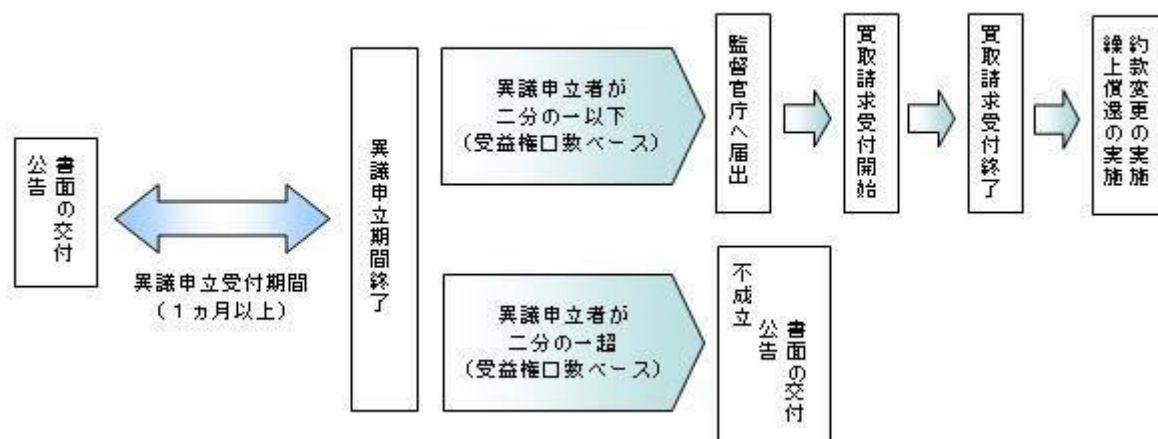 書面の交付
公告
異議申立受付期間
（１ヵ月以上）
異議申立期間終了
異議申立者が
二分の一以下
（受益権口数ベース）
監督官庁へ届出
買取請求受付開始
買取請求受付終了
約款変更の実施
繰上償還の実施
異議申立者が
二分の一超
（受益権口数ベース）
不成立
書面の交付
公告